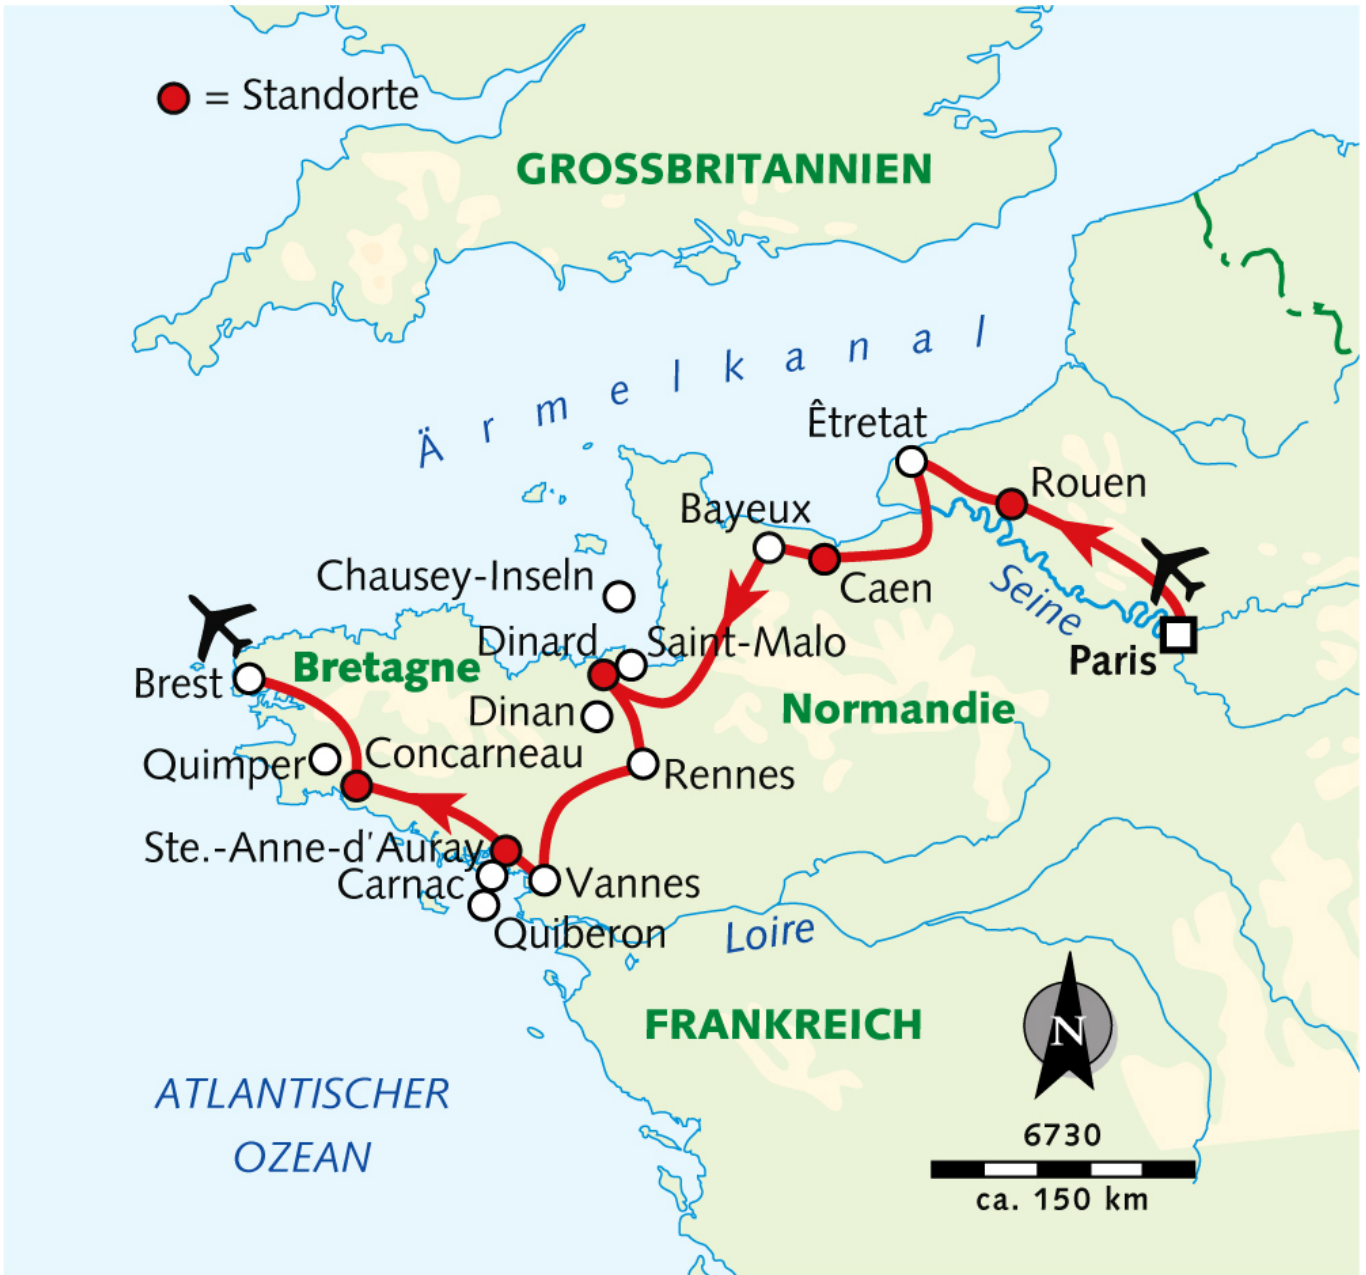 = Standorte
GROSSBRITANNIEN
Ärmelkanal
Êtretat
Rouen
Bayeux
Caen
Chausey-Inseln
Seine
Dinard
Saint-Malo
Paris
Bretagne
Brest
Dinan
Normandie
Concarneau
Quimper
Rennes
Ste.-Anne-d'Auray
Carnac
Vannes
Quiberon
Loire
FRANKREICH
N
ATLANTISCHER
OZEAN
6730
ca. 150 km